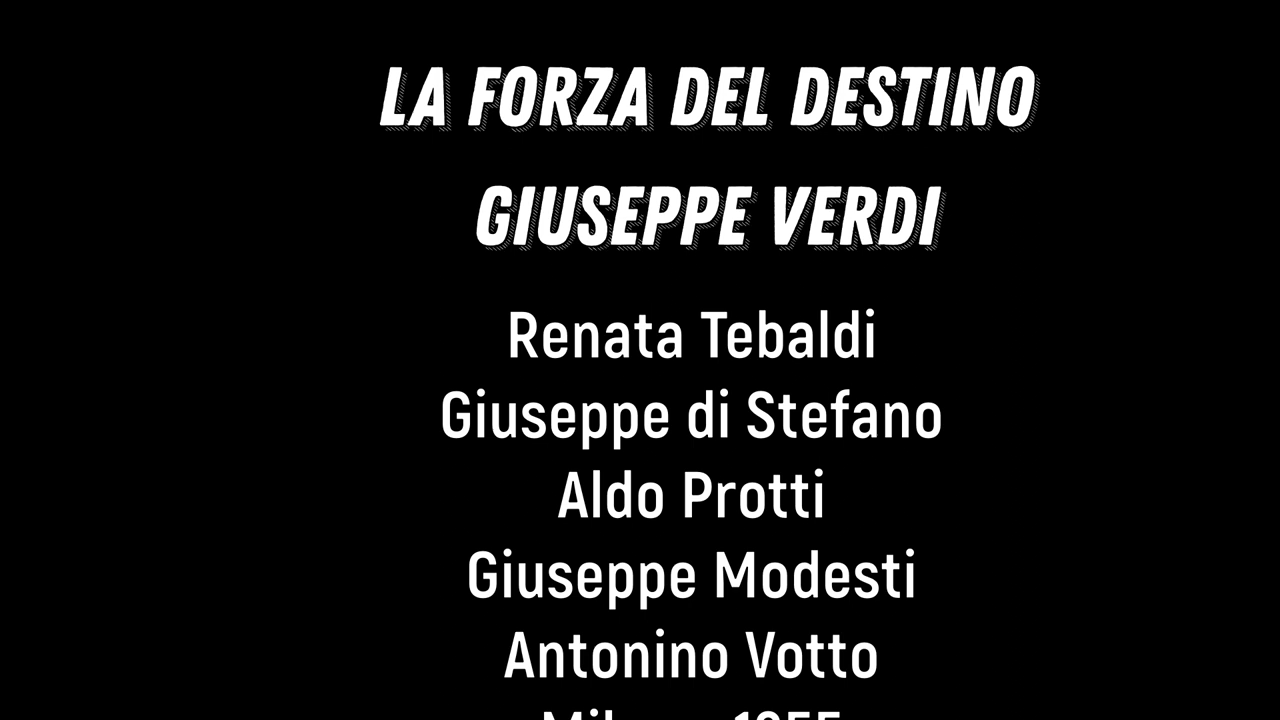 LA FORZA DEL DESTINO
GIUSEPPE VERDI
Renata Tebaldi
Giuseppe di Stefano
Aldo Protti
Giuseppe Modesti
Antonino Votto